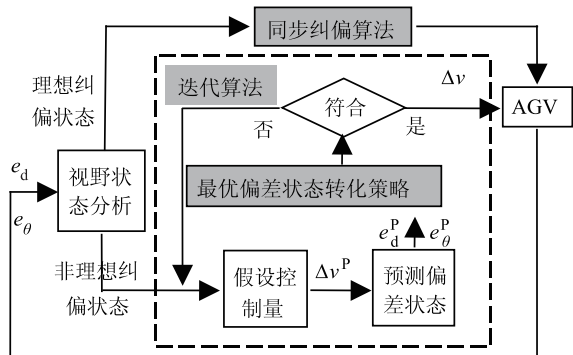 同步纠偏算法
理想纠
偏状态
迭代算法
符合
Δv
AGV
否
是
e_d
e_θ
视野状
态分析
最优偏差状态转化策略
e_d^P e_θ^P
非理想纠
偏状态
假设控
制量
Δv^P
预测偏
差状态